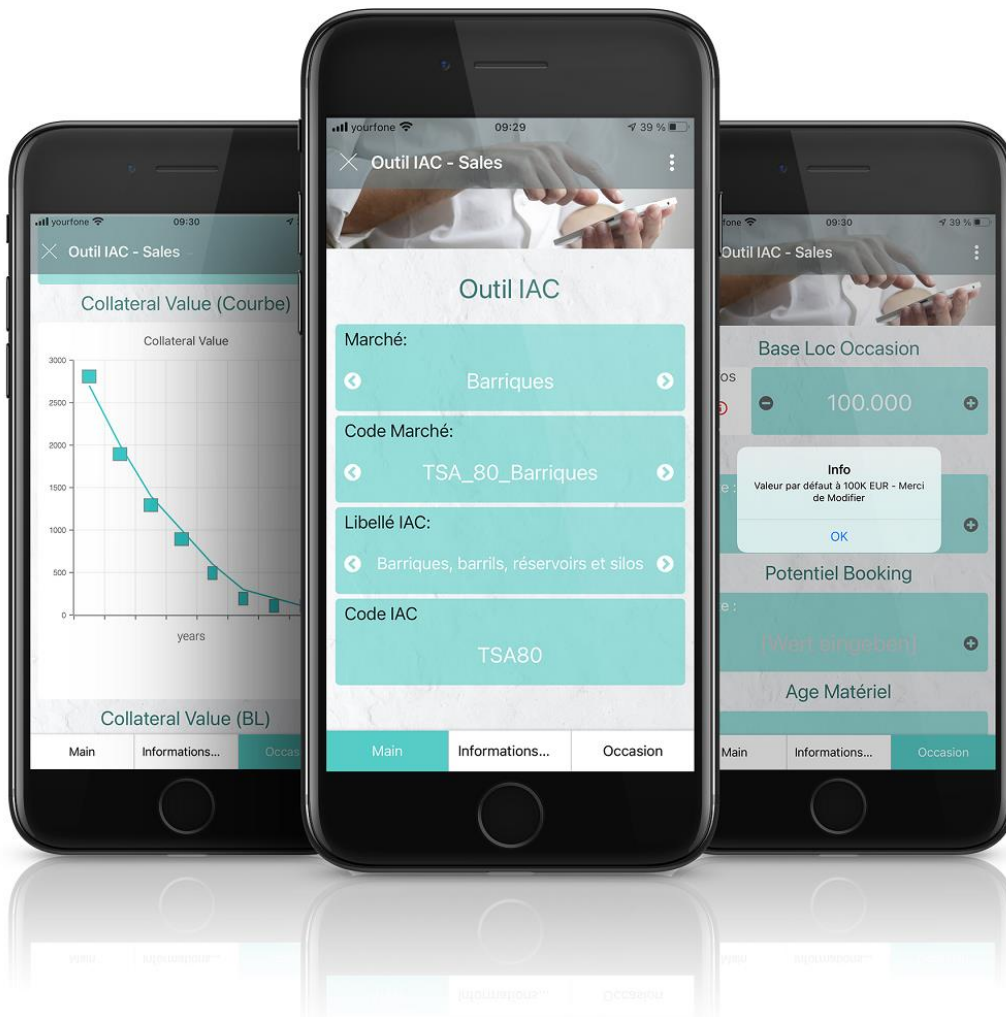 yourfone
09:30
Outil IAC - Sales
Collateral Value (Courbe)
Collateral Value
3000
2500
2000
1500
1000
500
0
years
Collateral Value (BL)
Main
Informations...
yourfone
09:29
39 %
Outil IAC - Sales
Outil IAC
Marché:
Barriques
Code Marché:
TSA_80_Barriques
Libellé IAC:
Barriques, barrils, réservoirs et silos
Code IAC
TSA80
Main
Informations...
Occasion
09:30
39 %
Outil IAC - Sales
Base Loc Occasion
100.000
Info
Valeur par défaut à 100K EUR - Merci
de Modifier
OK
Potentiel Booking
[Wert eingeben]
Age Matériel
Main
Informations...
Occasion